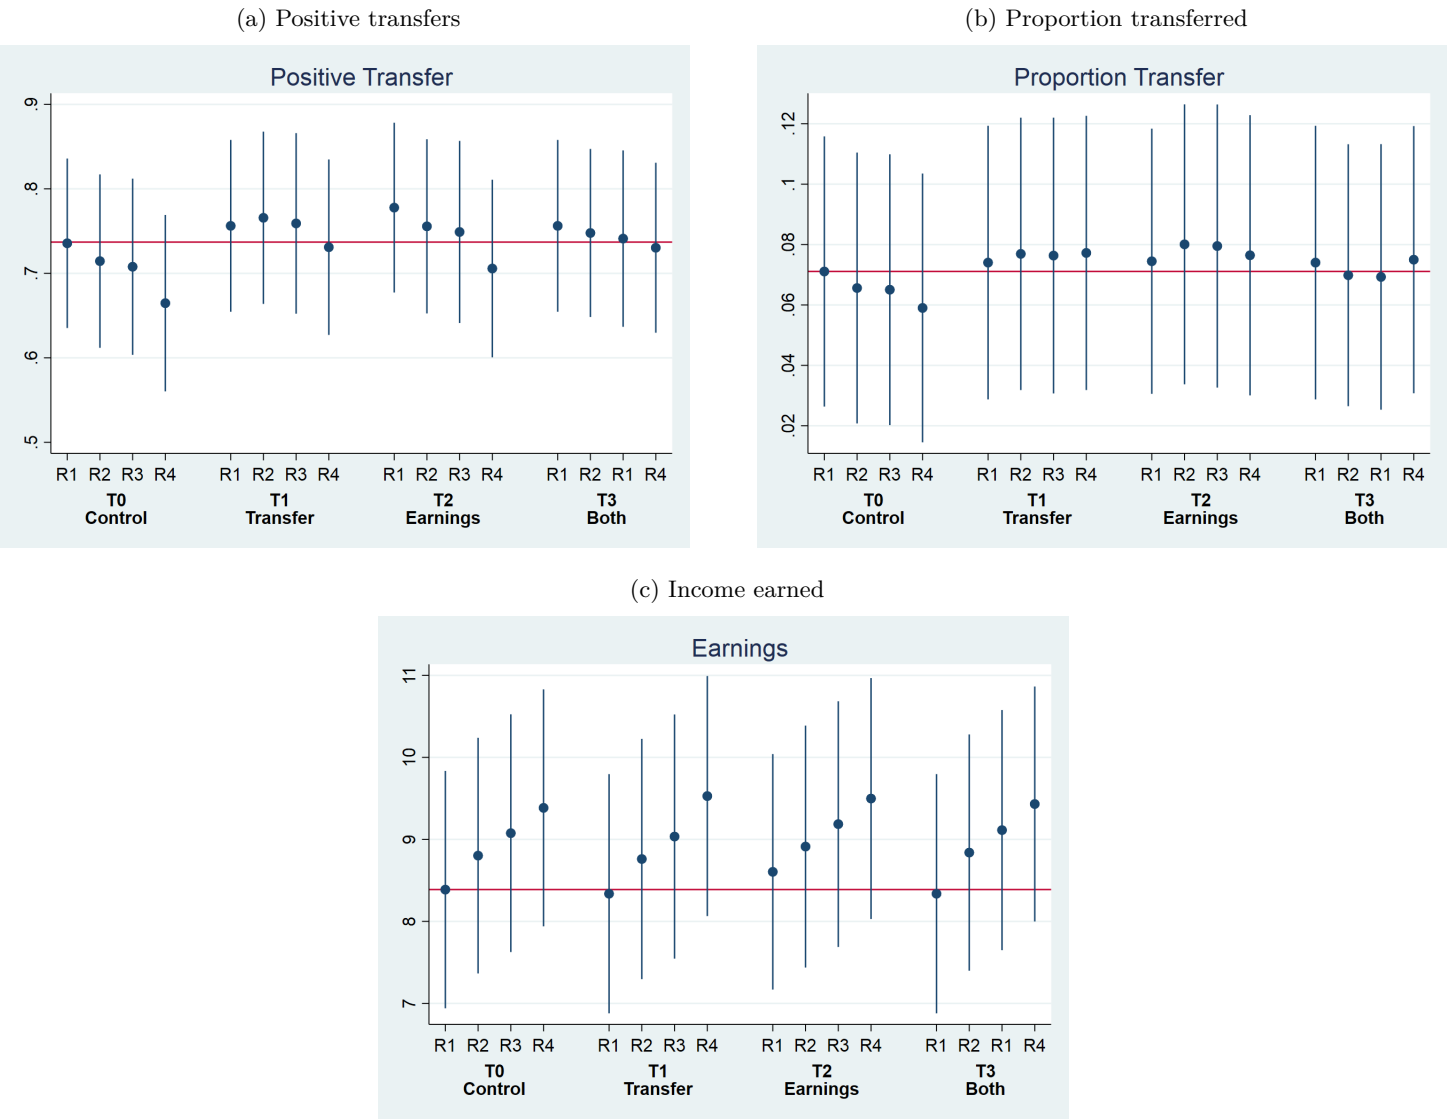 (a) Positive transfers
Positive Transfer
.9
.8
.7
.6
.5
R1 R2 R3 R4 R1 R2 R3 R4 R1 R2 R3 R4 R1 R2 R1 R4
T0 T1 T2 T3
Control Transfer Earnings Both
(b) Proportion transferred
Proportion Transfer
.12
.1
.08
.06
.04
.02
R1 R2 R3 R4 R1 R2 R3 R4 R1 R2 R3 R4 R1 R2 R1 R4
T0 T1 T2 T3
Control Transfer Earnings Both
(c) Income earned
Earnings
11
10
9
8
7
R1 R2 R3 R4 R1 R2 R3 R4 R1 R2 R3 R4 R1 R2 R1 R4
T0 T1 T2 T3
Control Transfer Earnings Both